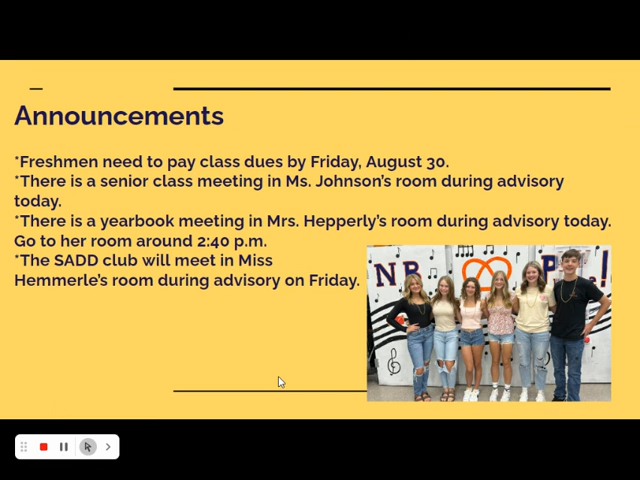 Announcements
*Freshmen need to pay class dues by Friday, August 30.
*There is a senior class meeting in Ms. Johnson's room during advisory
today.
*There is a yearbook meeting in Mrs. Hepperly's room during advisory today.
Go to her room around 2:40 p.m.
*The SADD club will meet in Miss
Hemmerle's room during advisory on Friday.
NR